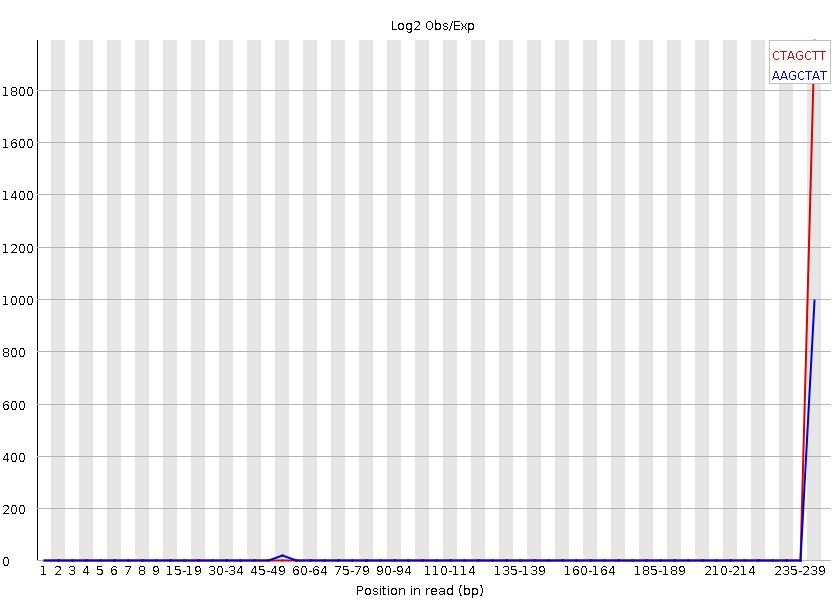 Log2 Obs/Exp
CTAGCTT
AAGCTAT
1800
1600
1400
1200
1000
800
600
400
200
0
1 2 3 4 5 6 7 8 9 15-19 30-34 45-49 60-64 75-79 90-94 110-114 135-139 160-164 185-189 210-214 235-239
Position in read (bp)